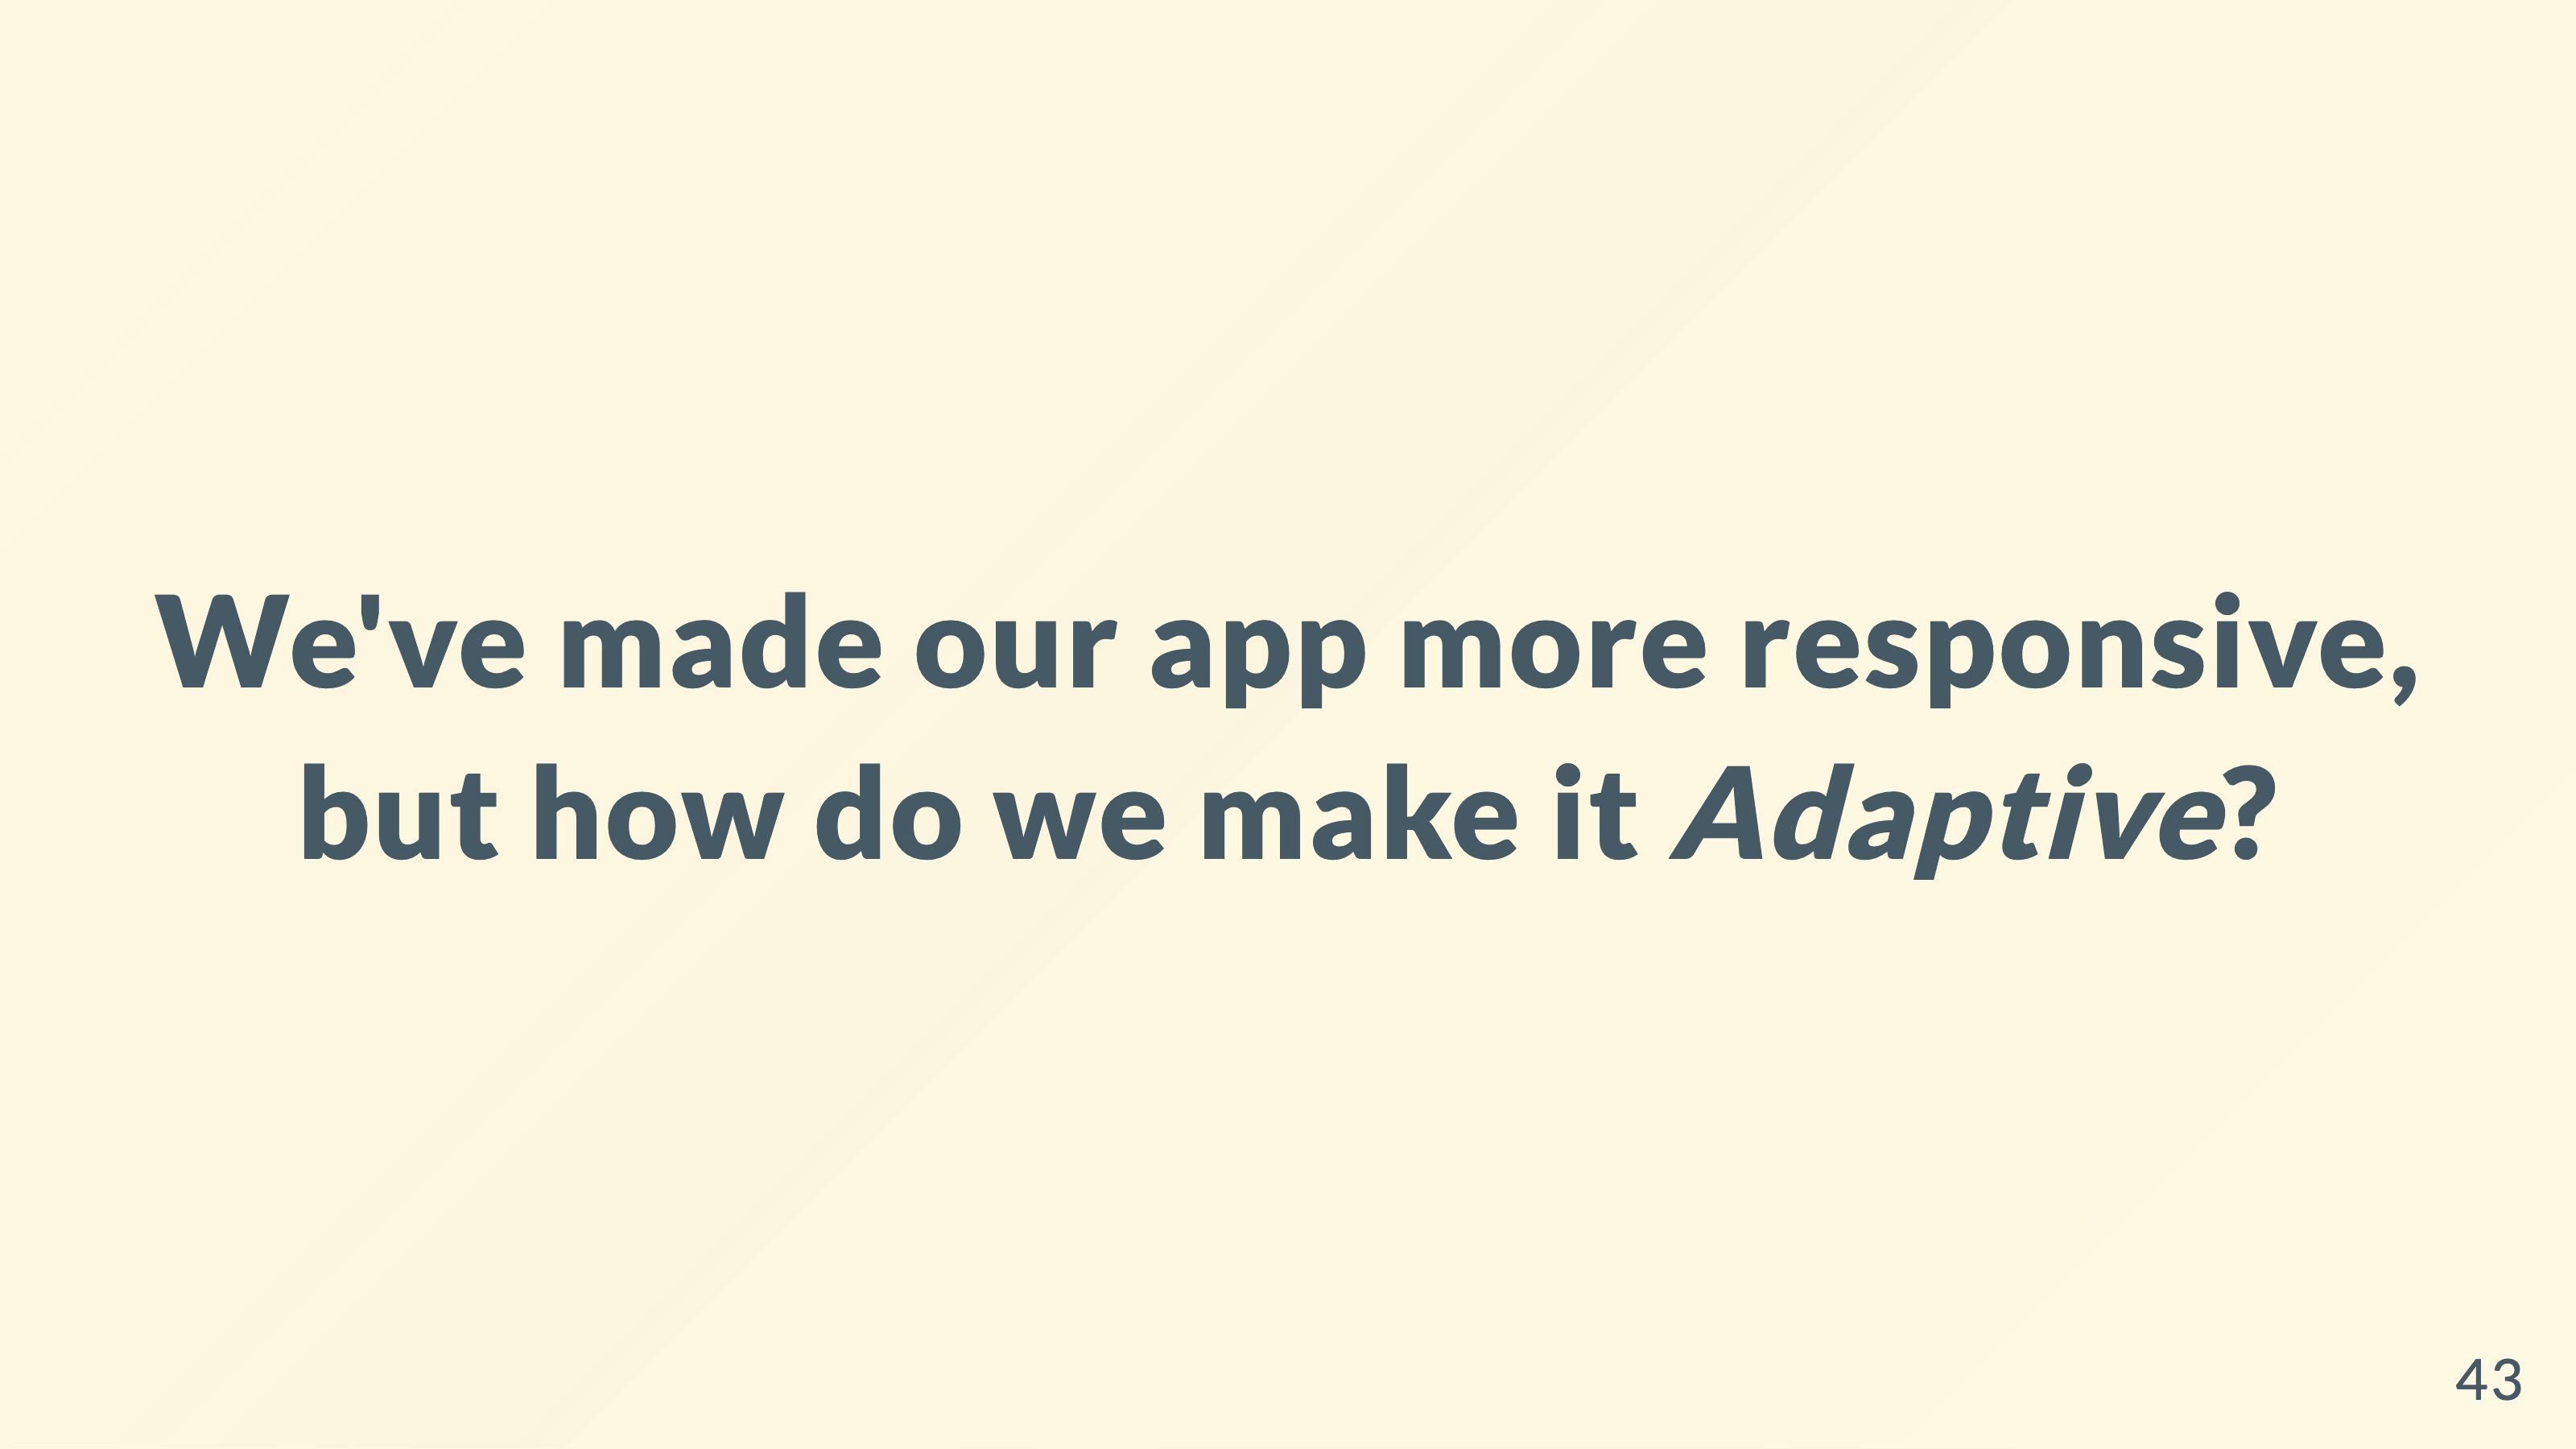 We've made our app more responsive,
but how do we make it Adaptive?
43